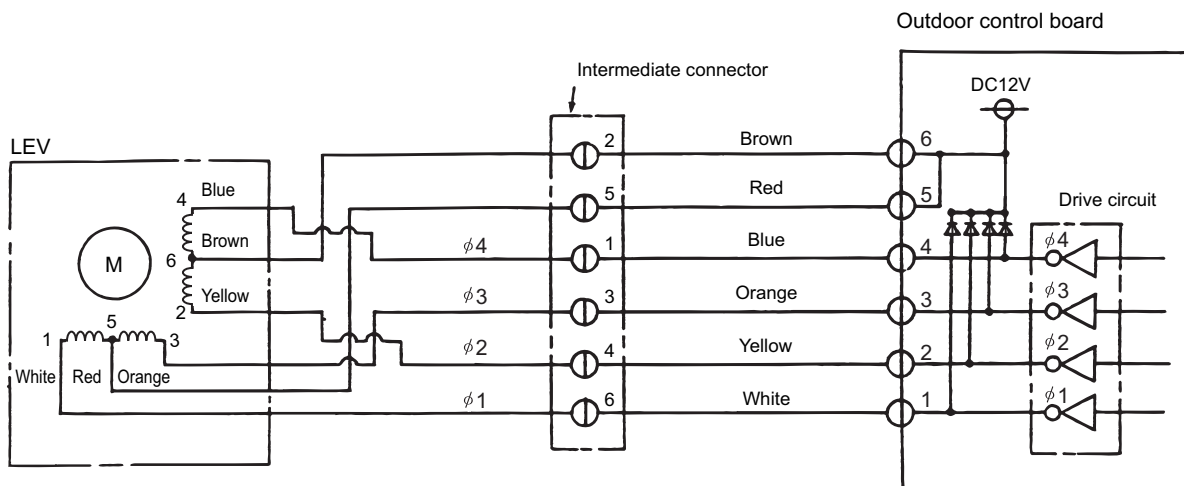 Outdoor control board
Intermediate connector
DC12V
LEV
2 Brown 6
Blue
4
5 Red 5
Drive circuit
Brown
6
M
ϕ4 1 Blue 4 ϕ4
Yellow
2
ϕ3 3 Orange 3 ϕ3
1 5 3
ϕ2 4 Yellow 2 ϕ2
White Red Orange
ϕ1 6 White 1 ϕ1